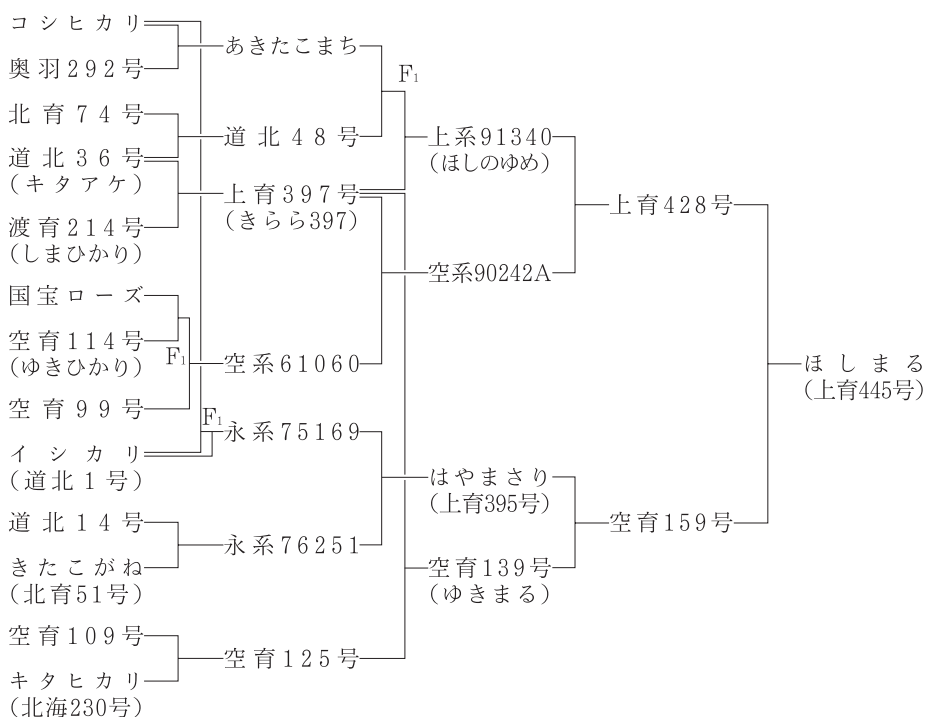 コシヒカリ
奥羽292号
北育74号
道北36号
(キタアケ)
渡育214号
(しまひかり)
国宝ローズ
空育114号
(ゆきひかり)
空育99号
イシカリ
(道北1号)
道北14号
きたこがね
(北育51号)
空育109号
キタヒカリ
(北海230号)
F1
F1
あきたこまち
道北48号
上育397号
(きらら397)
空系61060
永系75169
永系76251
空育125号
F1
上系91340
(ほしのゆめ)
空系90242A
はやまさり
(上育395号)
空育139号
(ゆきまる)
上育428号
空育159号
ほしまる
(上育445号)